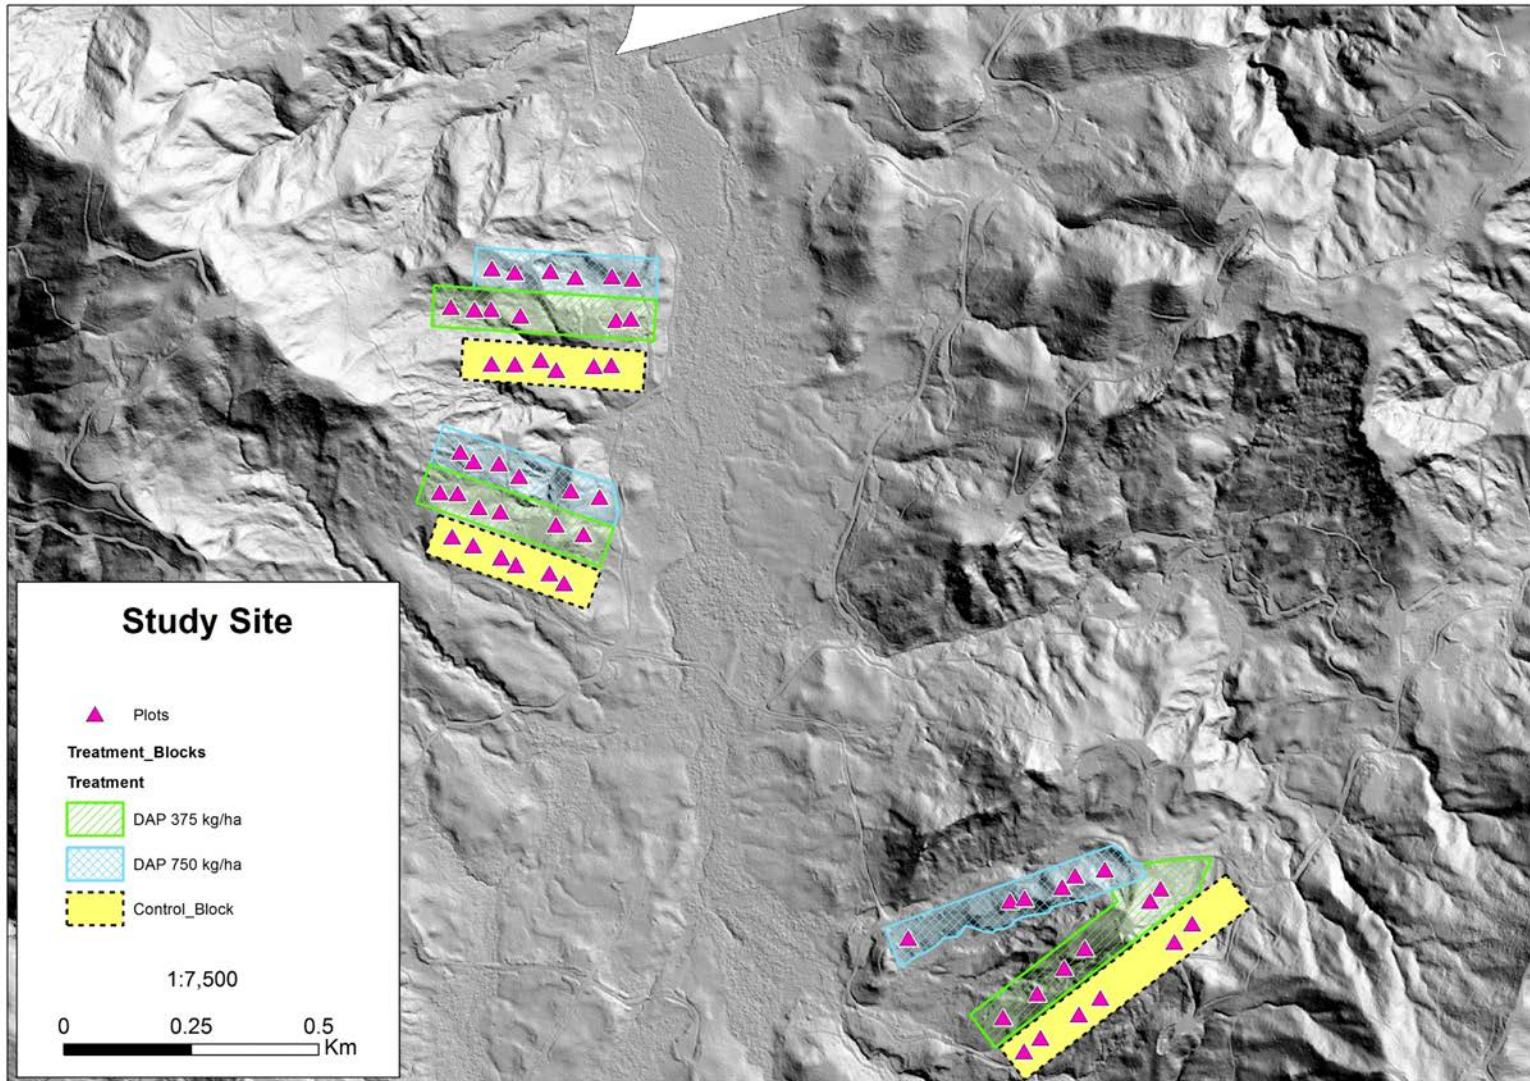 Study Site
Plots
Treatment_Blocks
Treatment
DAP 375 kg/ha
DAP 750 kg/ha
Control_Block
1:7,500
0 0.25 0.5
Km
N